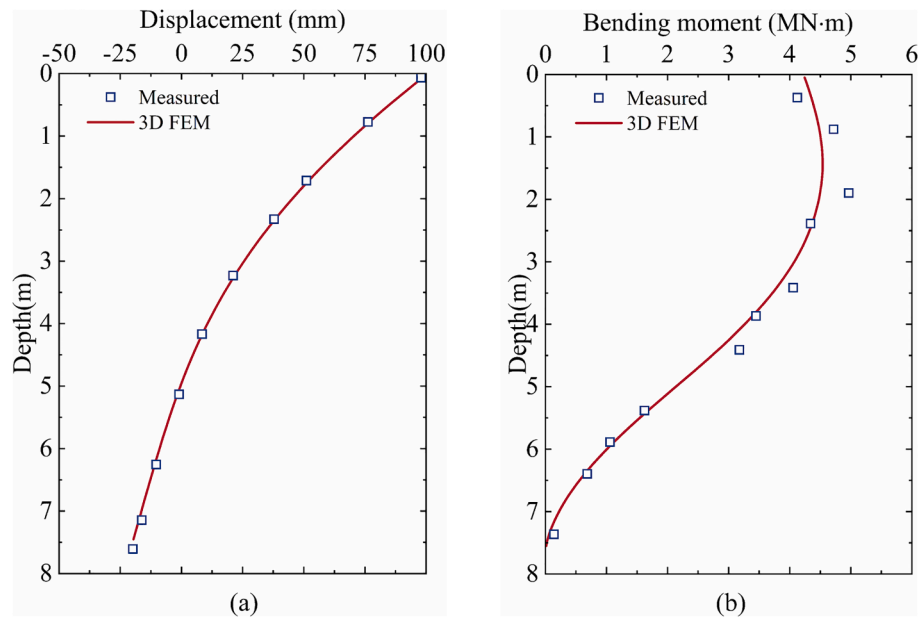 Displacement (mm)
-50 -25 0 25 50 75 100
0
1
2
3
4
5
6
7
8
Depth(m)
Measured
3D FEM
(a)
Bending moment (MN·m)
0 1 2 3 4 5 6
0
1
2
3
4
5
6
7
8
Depth(m)
Measured
3D FEM
(b)